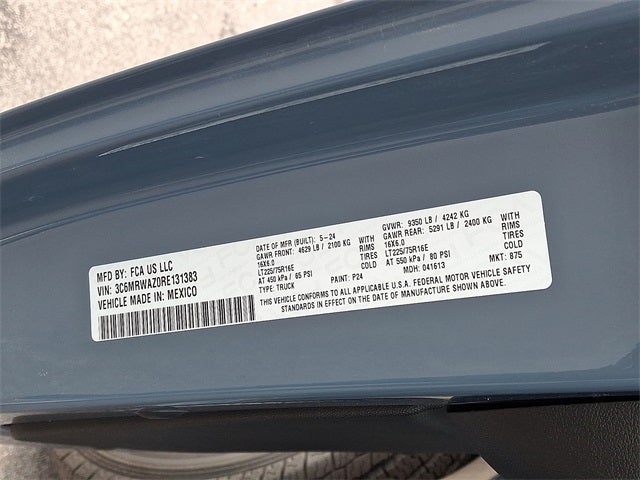 MFD BY: FCA US LLC
VIN: 3C6MRWAZ0RE131383
VEHICLE MADE IN: MEXICO
DATE OF MFR (BUILT): 5-24
GAWR FRONT: 4629 LB / 2100 KG WITH
16X6.0 RIMS
LT225/75R16E TIRES
AT 450 kPa / 65 PSI COLD
TYPE: TRUCK PAINT: P24
GVWR: 9350 LB / 4242 KG
GAWR REAR: 5291 LB / 2400 KG WITH
16X6.0 RIMS
LT225/75R16E TIRES
AT 550 kPa / 80 PSI COLD
MDH: 041613 MKT: 875
THIS VEHICLE CONFORMS TO ALL APPLICABLE U.S.A. FEDERAL MOTOR VEHICLE SAFETY
STANDARDS IN EFFECT ON THE DATE OF MANUFACTURE SHOWN ABOVE.